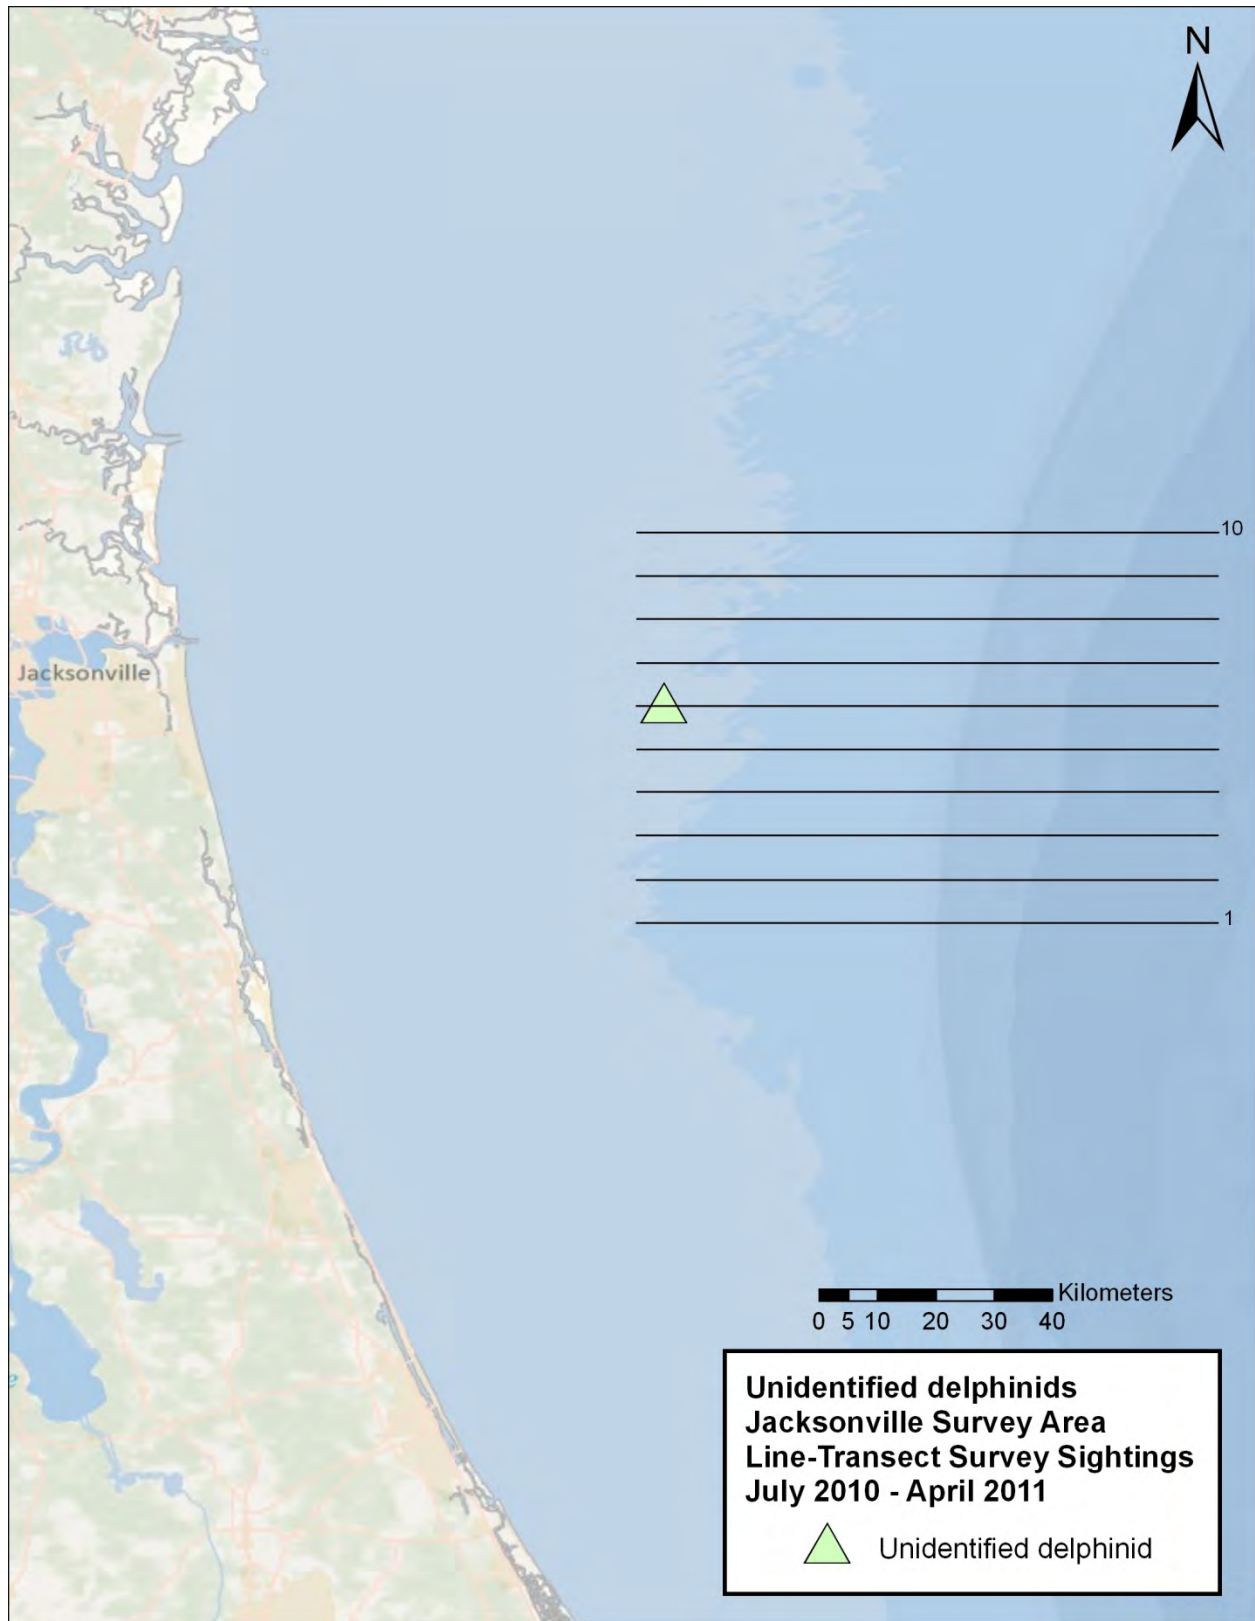 N
10
Jacksonville
1
Kilometers
0 5 10 20 30 40
e
Unidentified delphinids
Jacksonville Survey Area
Line-Transect Survey Sightings
July 2010 - April 2011
Unidentified delphinid